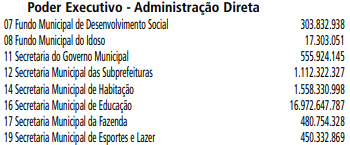 Poder Executivo - Administração Direta
07 Fundo Municipal de Desenvolvimento Social 303.832.938
08 Fundo Municipal do Idoso 17.303.051
11 Secretaria do Governo Municipal 555.924.145
12 Secretaria Municipal das Subprefeituras 1.112.322.327
14 Secretaria Municipal de Habitação 1.558.330.998
16 Secretaria Municipal de Educação 16.972.647.787
17 Secretaria Municipal da Fazenda 480.754.328
19 Secretaria Municipal de Esportes e Lazer 450.332.869